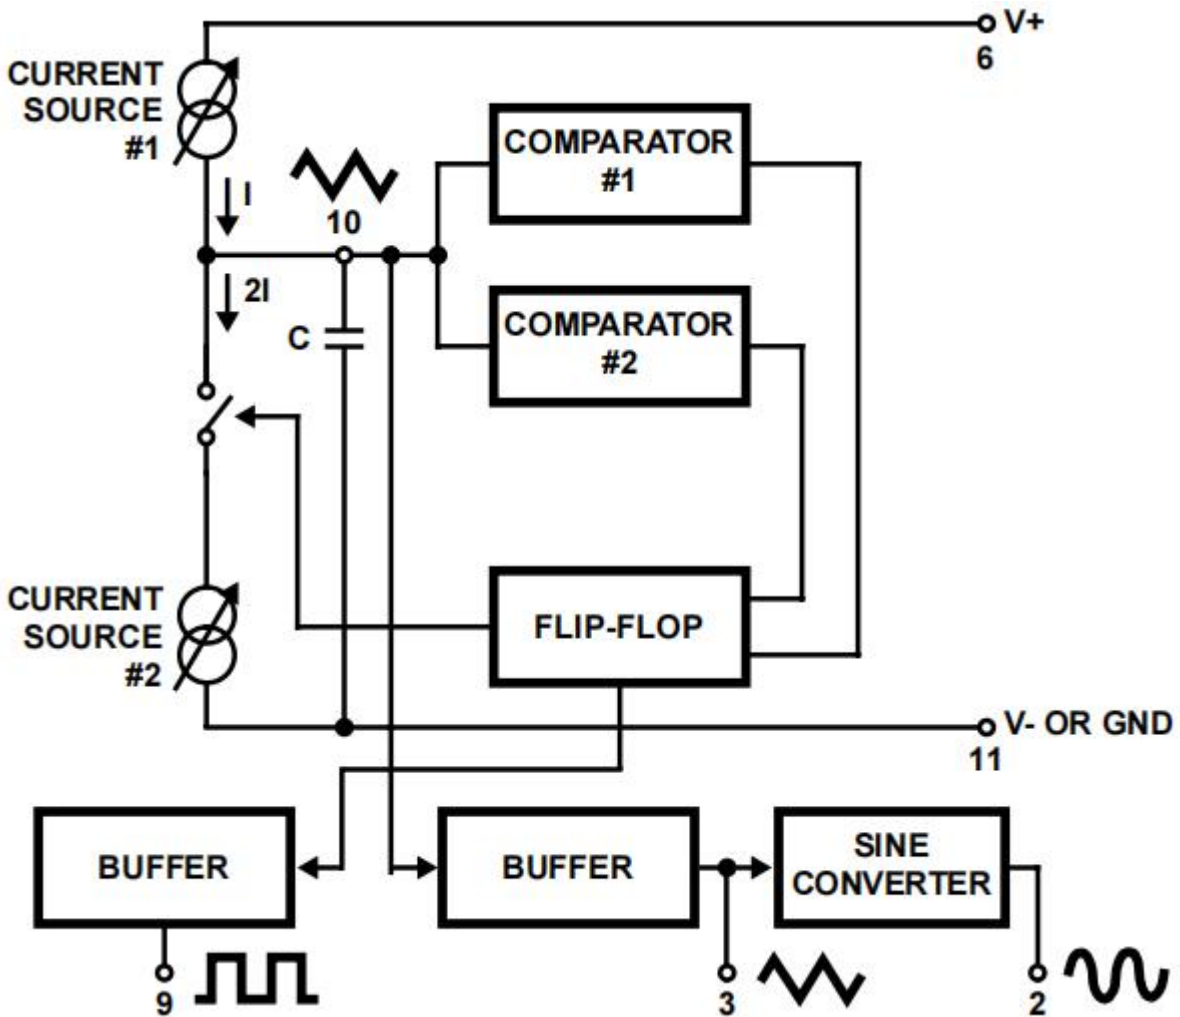 V+
6
CURRENT
SOURCE
#1
I
10
COMPARATOR
#1
2I
C
COMPARATOR
#2
CURRENT
SOURCE
#2
FLIP-FLOP
V- OR GND
11
BUFFER
BUFFER
SINE
CONVERTER
9
3
2